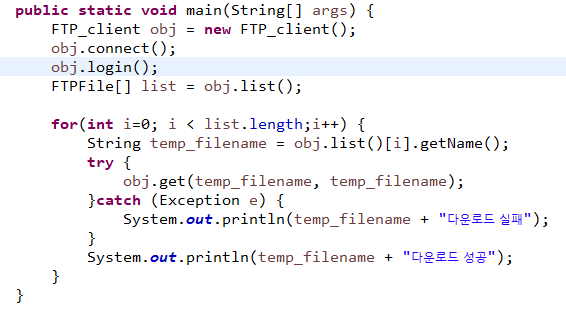 public static void main(String[] args) {
    FTP_client obj = new FTP_client();
    obj.connect();
    obj.login();
    FTPFile[] list = obj.list();

    for(int i=0; i < list.length;i++) {
        String temp_filename = obj.list()[i].getName();
        try {
            obj.get(temp_filename, temp_filename);
        }catch (Exception e) {
            System.out.println(temp_filename + "다운로드 실패");
        }
        System.out.println(temp_filename + "다운로드 성공");
    }
}